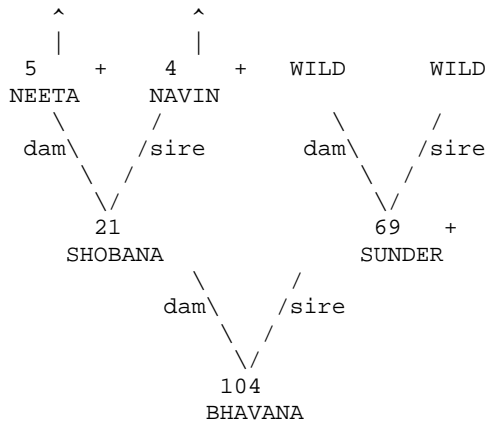 ^ ^
| |
5 + 4 + WILD WILD
NEETA NAVIN
\ / \ /
dam\ /sire dam\ /sire
\ / \ /
\/ \/
21 69 +
SHOBANA SUNDER
\ /
dam\ /sire
\ /
\/
104
BHAVANA